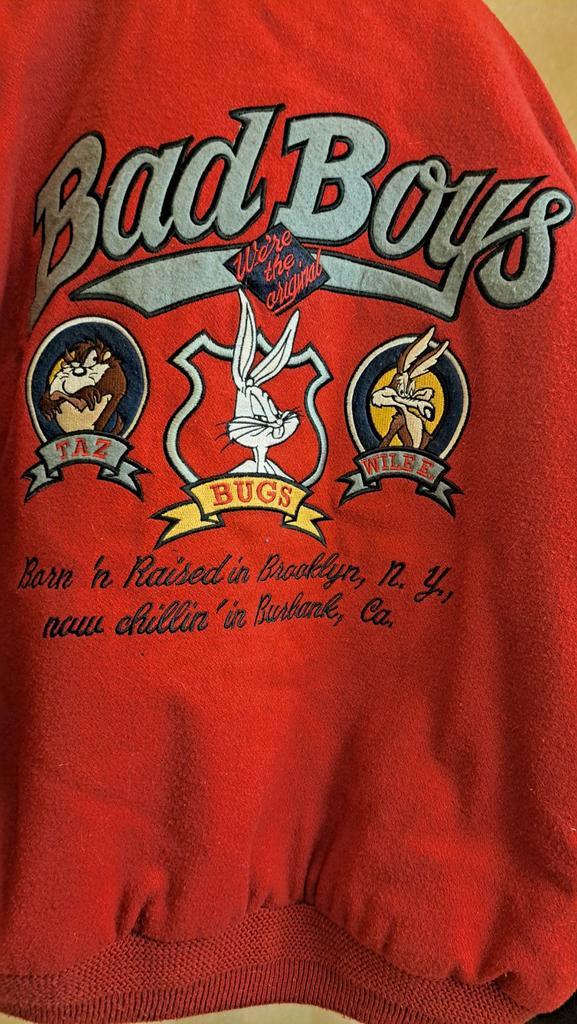 Bad Boys
We're
the
original
TAZ
BUGS
WILE E.
Born 'n Raised in Brooklyn, N. Y.,
now chillin' in Burbank, Ca.